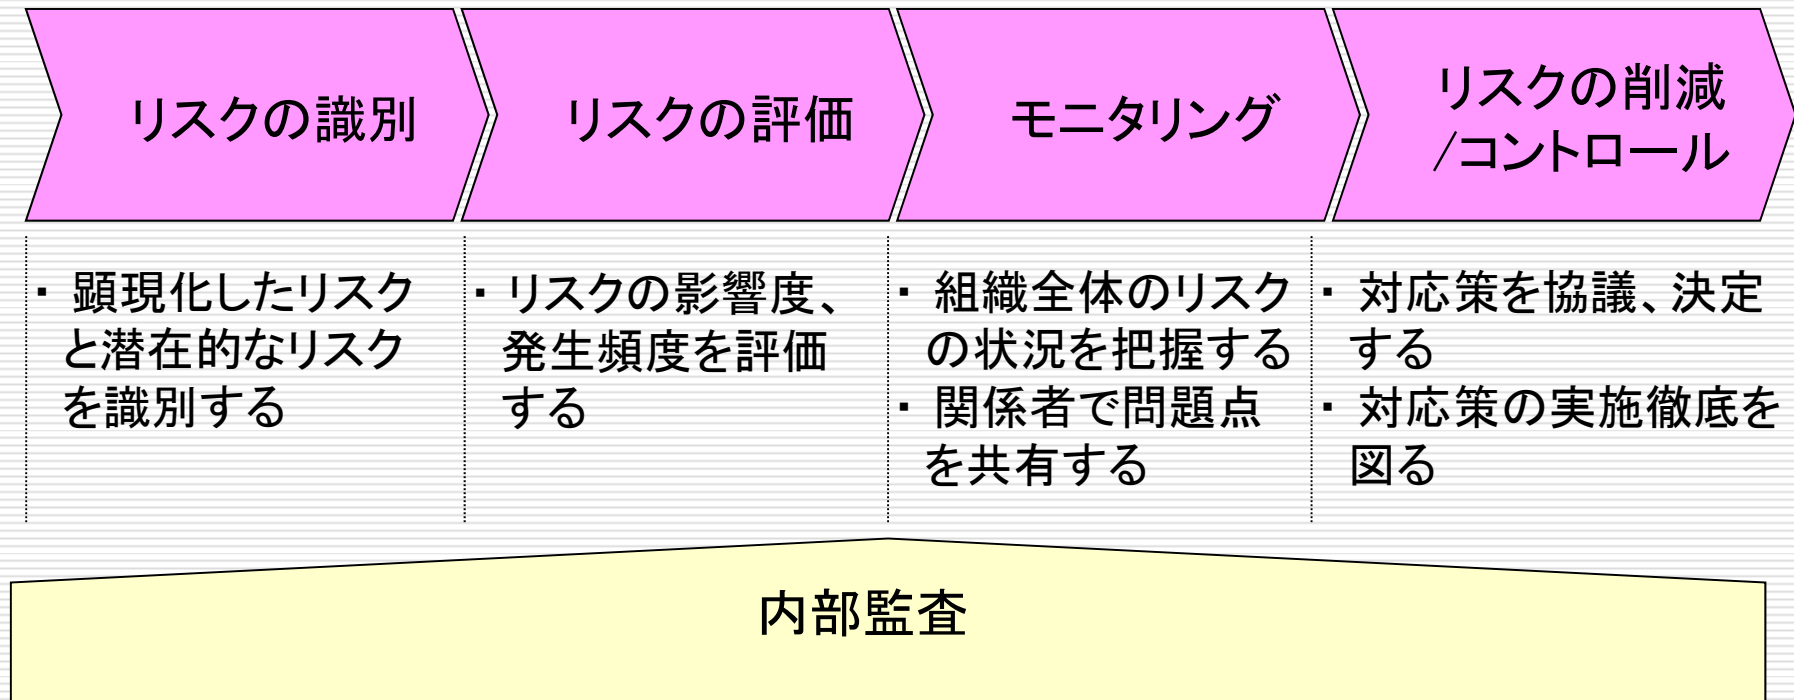 リスクの識別
リスクの評価
モニタリング
リスクの削減
/コントロール
・ 顕現化したリスク
と潜在的なリスク
を識別する
・ リスクの影響度、
発生頻度を評価
する
・ 組織全体のリスク
の状況を把握する
・ 関係者で問題点
を共有する
・ 対応策を協議、決定
する
・ 対応策の実施徹底を
図る
内部監査